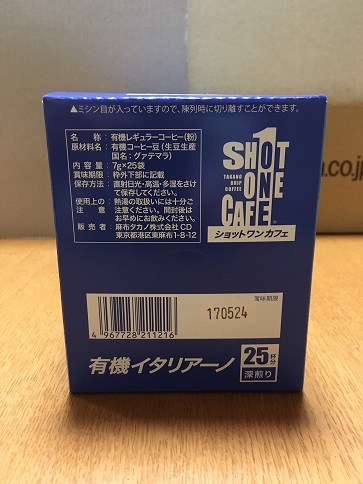 ▲ミシン目が入っていますので、陳列時に切り離すことができます。
名 称:有機レギュラーコーヒー(粉)
原材料名:有機コーヒー豆(生豆生産国名:グァテマラ)
内 容 量:7g×25袋
賞味期限:枠外下部に記載
保存方法:直射日光・高温・多湿をさけて保存してください。
使用上の注意:熱湯の取扱いには十分ご注意ください。開封後はお早めにお飲みください。
販 売 者:麻布タカノ株式会社CD
東京都港区東麻布1-8-12
1
SHOT
TAKANO DRIP COFFEE
ONE
CAFE
ショットワン カフェ
賞味期限
170524
4 967728 211216
有機イタリアーノ
25杯分
深煎り
.co.jp